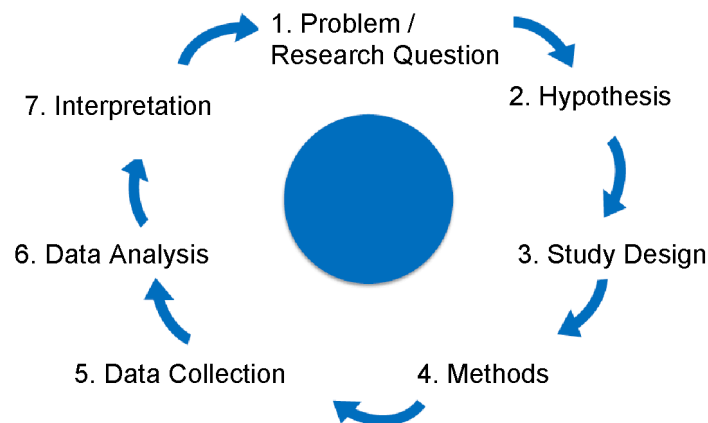 1. Problem /
Research Question
2. Hypothesis
3. Study Design
4. Methods
5. Data Collection
6. Data Analysis
7. Interpretation